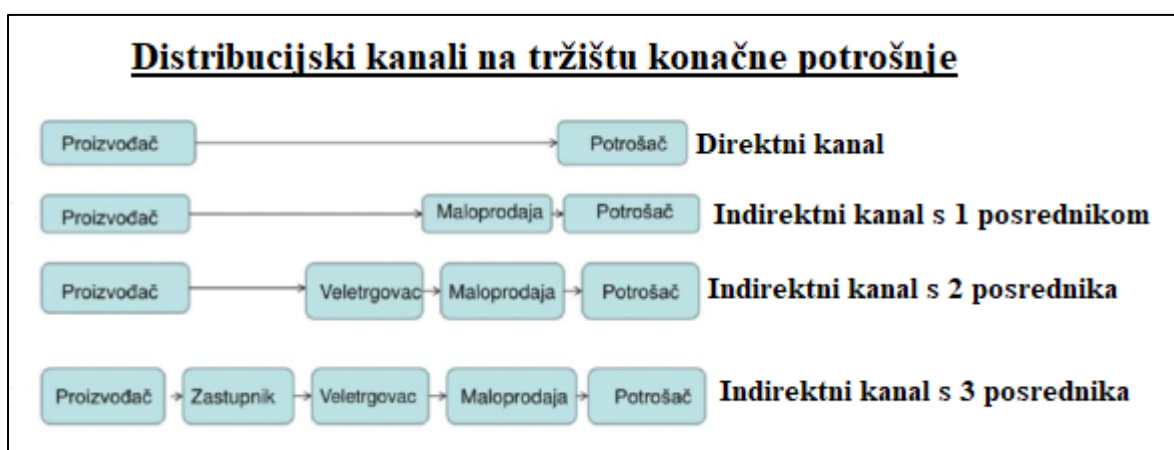 Distribucijski kanali na tržištu konačne potrošnje
Proizvođač Potrošač Direktni kanal
Proizvođač Maloprodaja Potrošač Indirektni kanal s 1 posrednikom
Proizvođač Veletrgovac Maloprodaja Potrošač Indirektni kanal s 2 posrednika
Proizvođač Zastupnik Veletrgovac Maloprodaja Potrošač Indirektni kanal s 3 posrednika